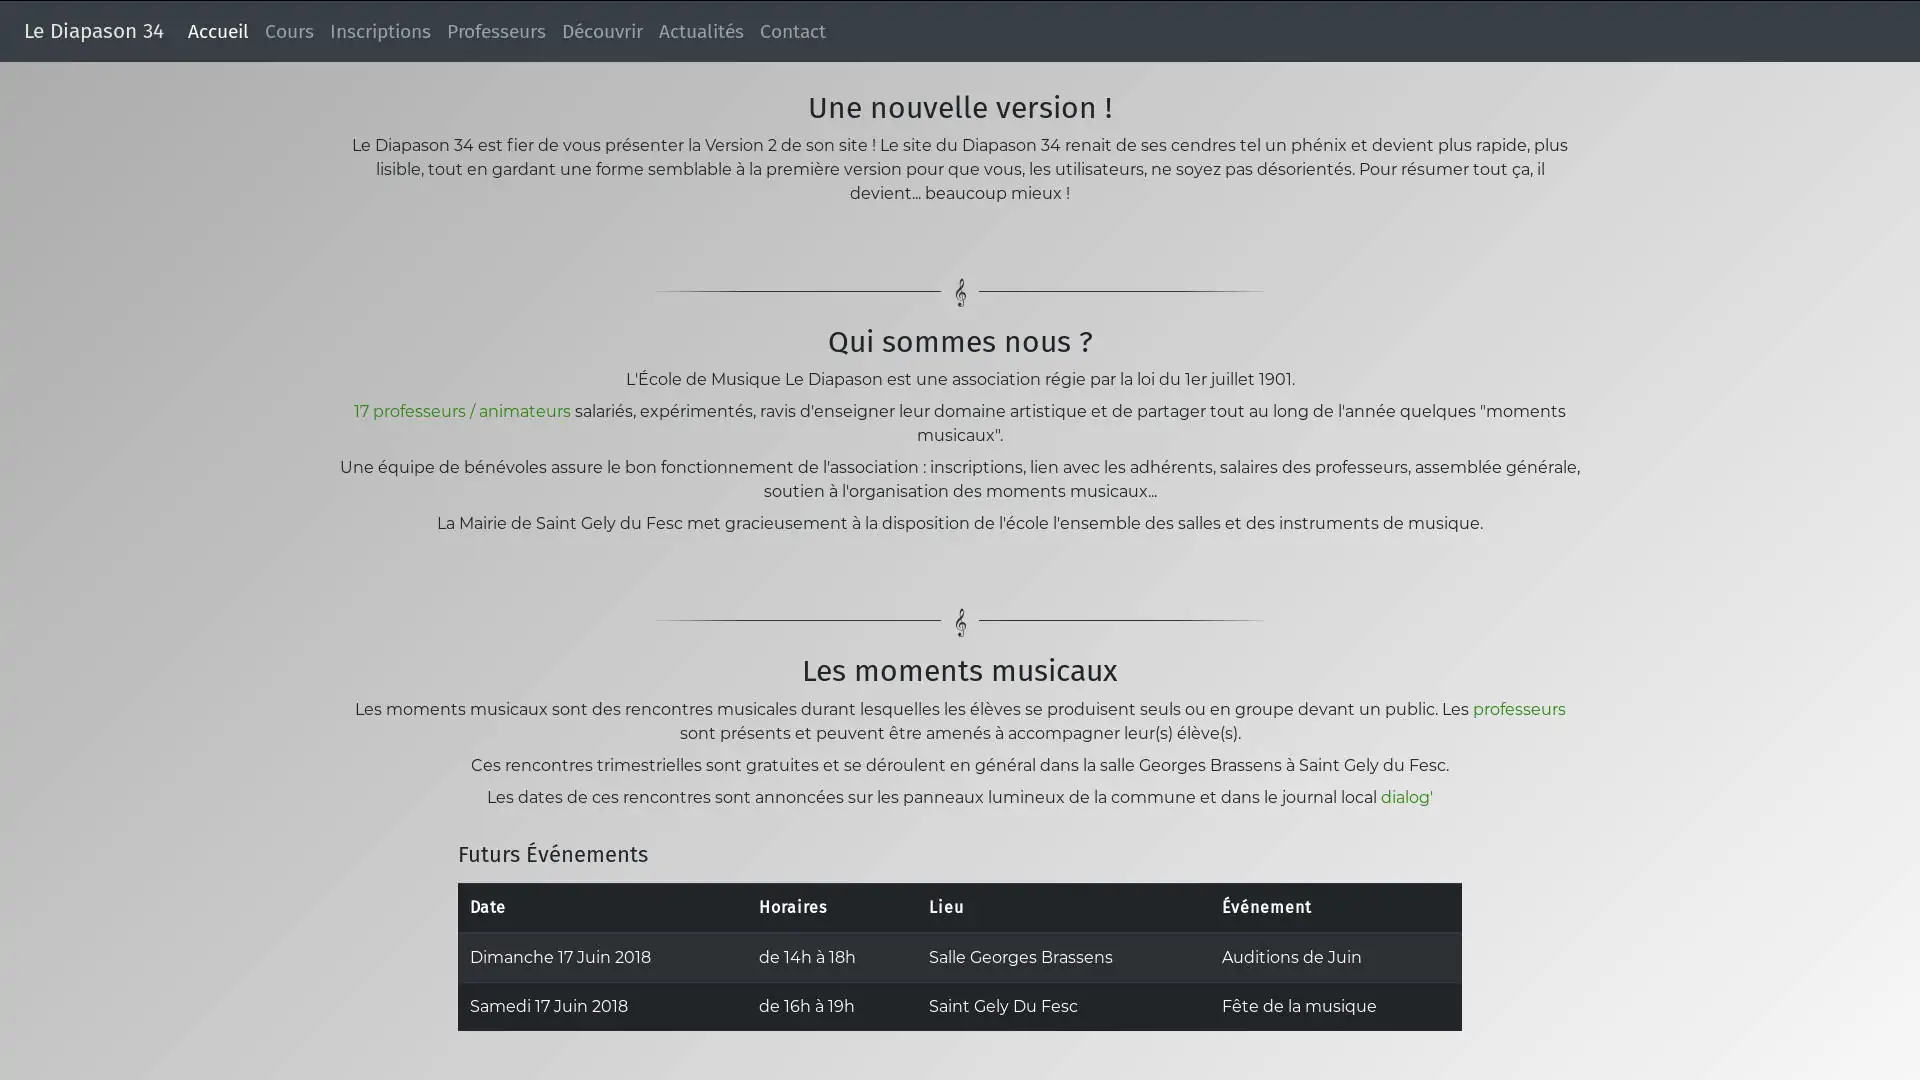 Le Diapason 34 Accueil Cours Inscriptions Professeurs Découvrir Actualités Contact
Une nouvelle version !
Le Diapason 34 est fier de vous présenter la Version 2 de son site ! Le site du Diapason 34 renait de ses cendres tel un phénix et devient plus rapide, plus
lisible, tout en gardant une forme semblable à la première version pour que vous, les utilisateurs, ne soyez pas désorientés. Pour résumer tout ça, il
devient... beaucoup mieux !
Qui sommes nous ?
L'École de Musique Le Diapason est une association régie par la loi du 1er juillet 1901.
17 professeurs / animateurs salariés, expérimentés, ravis d'enseigner leur domaine artistique et de partager tout au long de l'année quelques "moments
musicaux".
Une équipe de bénévoles assure le bon fonctionnement de l'association : inscriptions, lien avec les adhérents, salaires des professeurs, assemblée générale,
soutien à l'organisation des moments musicaux...
La Mairie de Saint Gely du Fesc met gracieusement à la disposition de l'école l'ensemble des salles et des instruments de musique.
Les moments musicaux
Les moments musicaux sont des rencontres musicales durant lesquelles les élèves se produisent seuls ou en groupe devant un public. Les professeurs
sont présents et peuvent être amenés à accompagner leur(s) élève(s).
Ces rencontres trimestrielles sont gratuites et se déroulent en général dans la salle Georges Brassens à Saint Gely du Fesc.
Les dates de ces rencontres sont annoncées sur les panneaux lumineux de la commune et dans le journal local dialog'
Futurs Événements
Date Horaires Lieu Événement
Dimanche 17 Juin 2018 de 14h à 18h Salle Georges Brassens Auditions de Juin
Samedi 17 Juin 2018 de 16h à 19h Saint Gely Du Fesc Fête de la musique